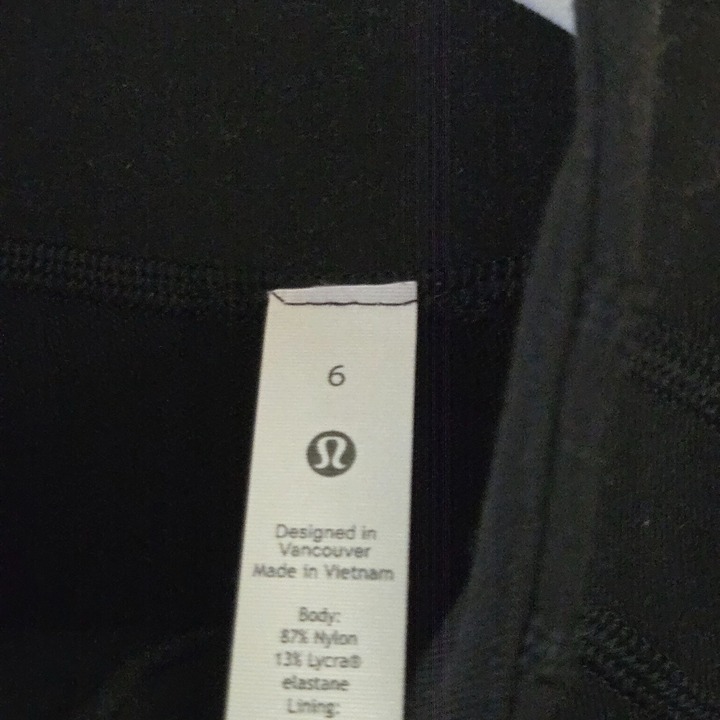 6
Designed in
Vancouver
Made in Vietnam
Body:
87% Nylon
13% Lycra®
elastane
Lining: